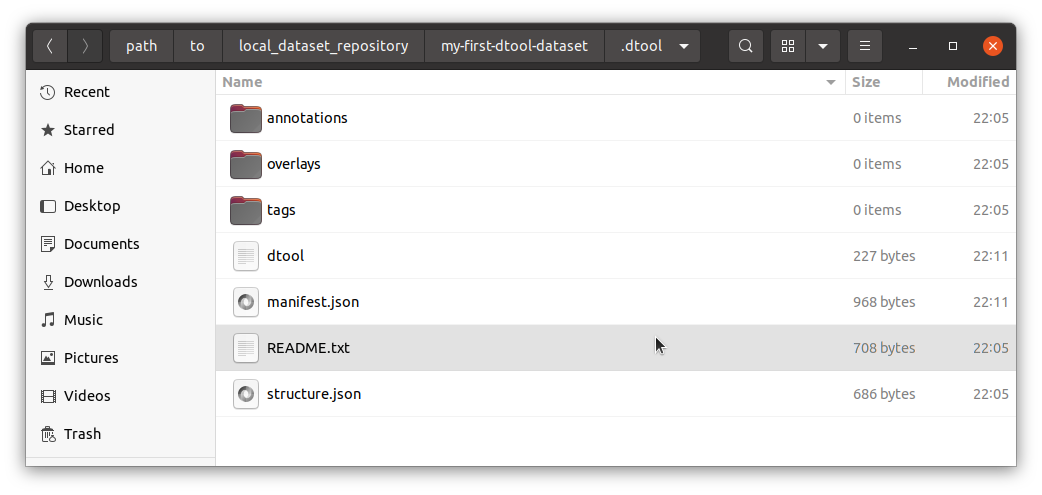 path to local_dataset_repository my-first-dtool-dataset .dtool
Name Size Modified
Recent
Starred
Home
Desktop
Documents
Downloads
Music
Pictures
Videos
Trash
annotations 0 items 22:05
overlays 0 items 22:05
tags 0 items 22:05
dtool 227 bytes 22:11
manifest.json 968 bytes 22:11
README.txt 708 bytes 22:05
structure.json 686 bytes 22:05